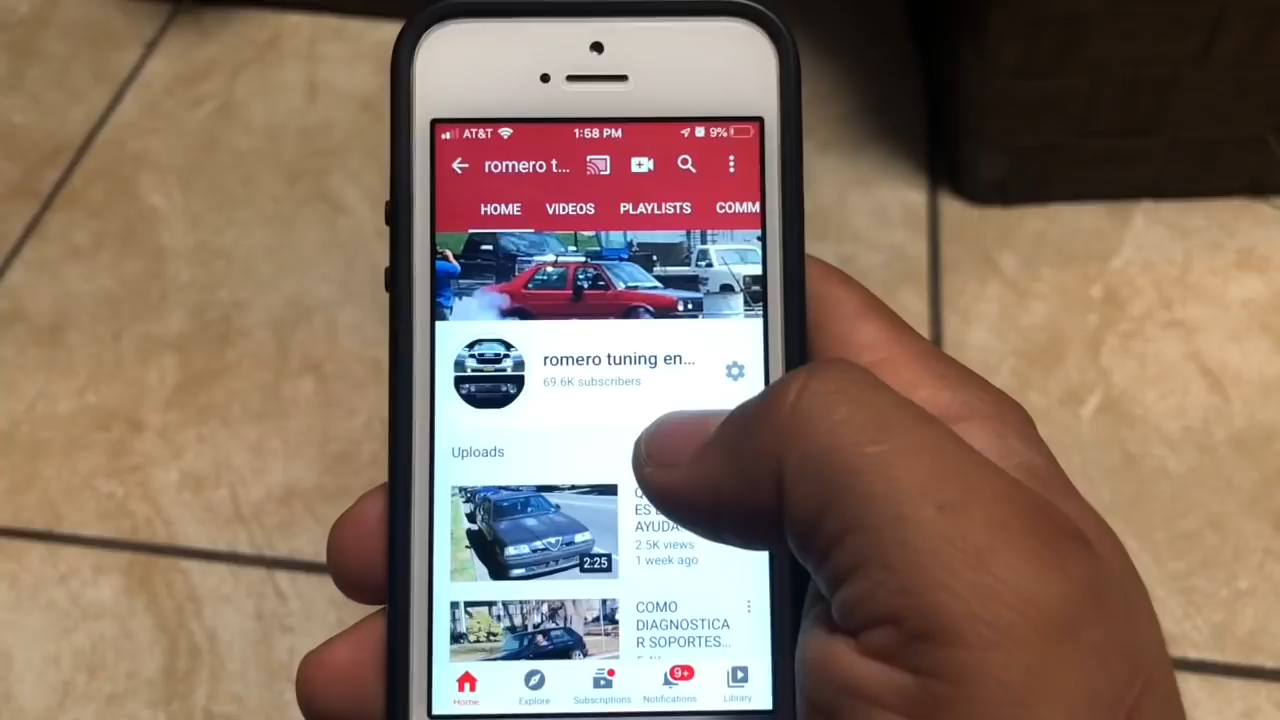 AT&T 1:58 PM 9%
romero t...
HOME VIDEOS PLAYLISTS COMM
romero tuning en...
69.6K subscribers
Uploads
ES
AYUDA
2.5K views
1 week ago
2:25
COMO
DIAGNOSTICA
R SOPORTES...
9+
Home Explore Subscriptions Notifications Library